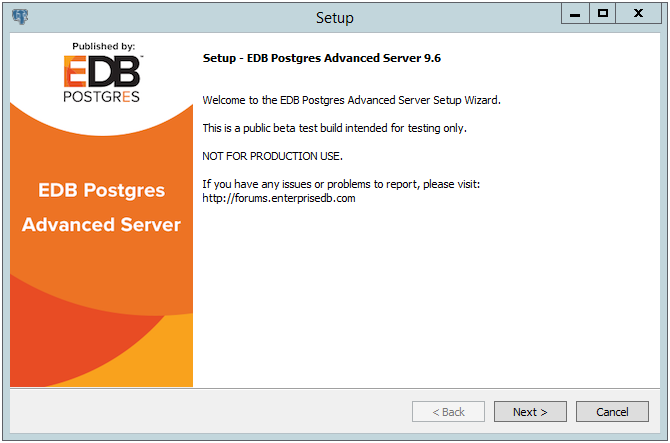 Setup
Published by:
EDB
POSTGRES
EDB Postgres
Advanced Server
Setup - EDB Postgres Advanced Server 9.6
Welcome to the EDB Postgres Advanced Server Setup Wizard.
This is a public beta test build intended for testing only.
NOT FOR PRODUCTION USE.
If you have any issues or problems to report, please visit:
http://forums.enterprisedb.com
< Back
Next >
Cancel